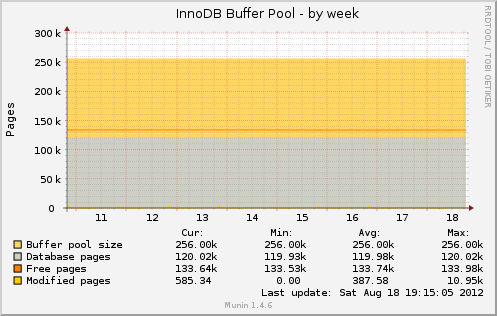 InnoDB Buffer Pool - by week
RRDTOOL / TOBI OETIKER
Pages
300 k
250 k
200 k
150 k
100 k
50 k
0
11 12 13 14 15 16 17 18
Cur: Min: Avg: Max:
Buffer pool size 256.00k 256.00k 256.00k 256.00k
Database pages 120.02k 119.93k 119.98k 120.02k
Free pages 133.64k 133.53k 133.74k 133.98k
Modified pages 585.34 0.00 387.58 10.95k
Last update: Sat Aug 18 19:15:05 2012
Munin 1.4.6